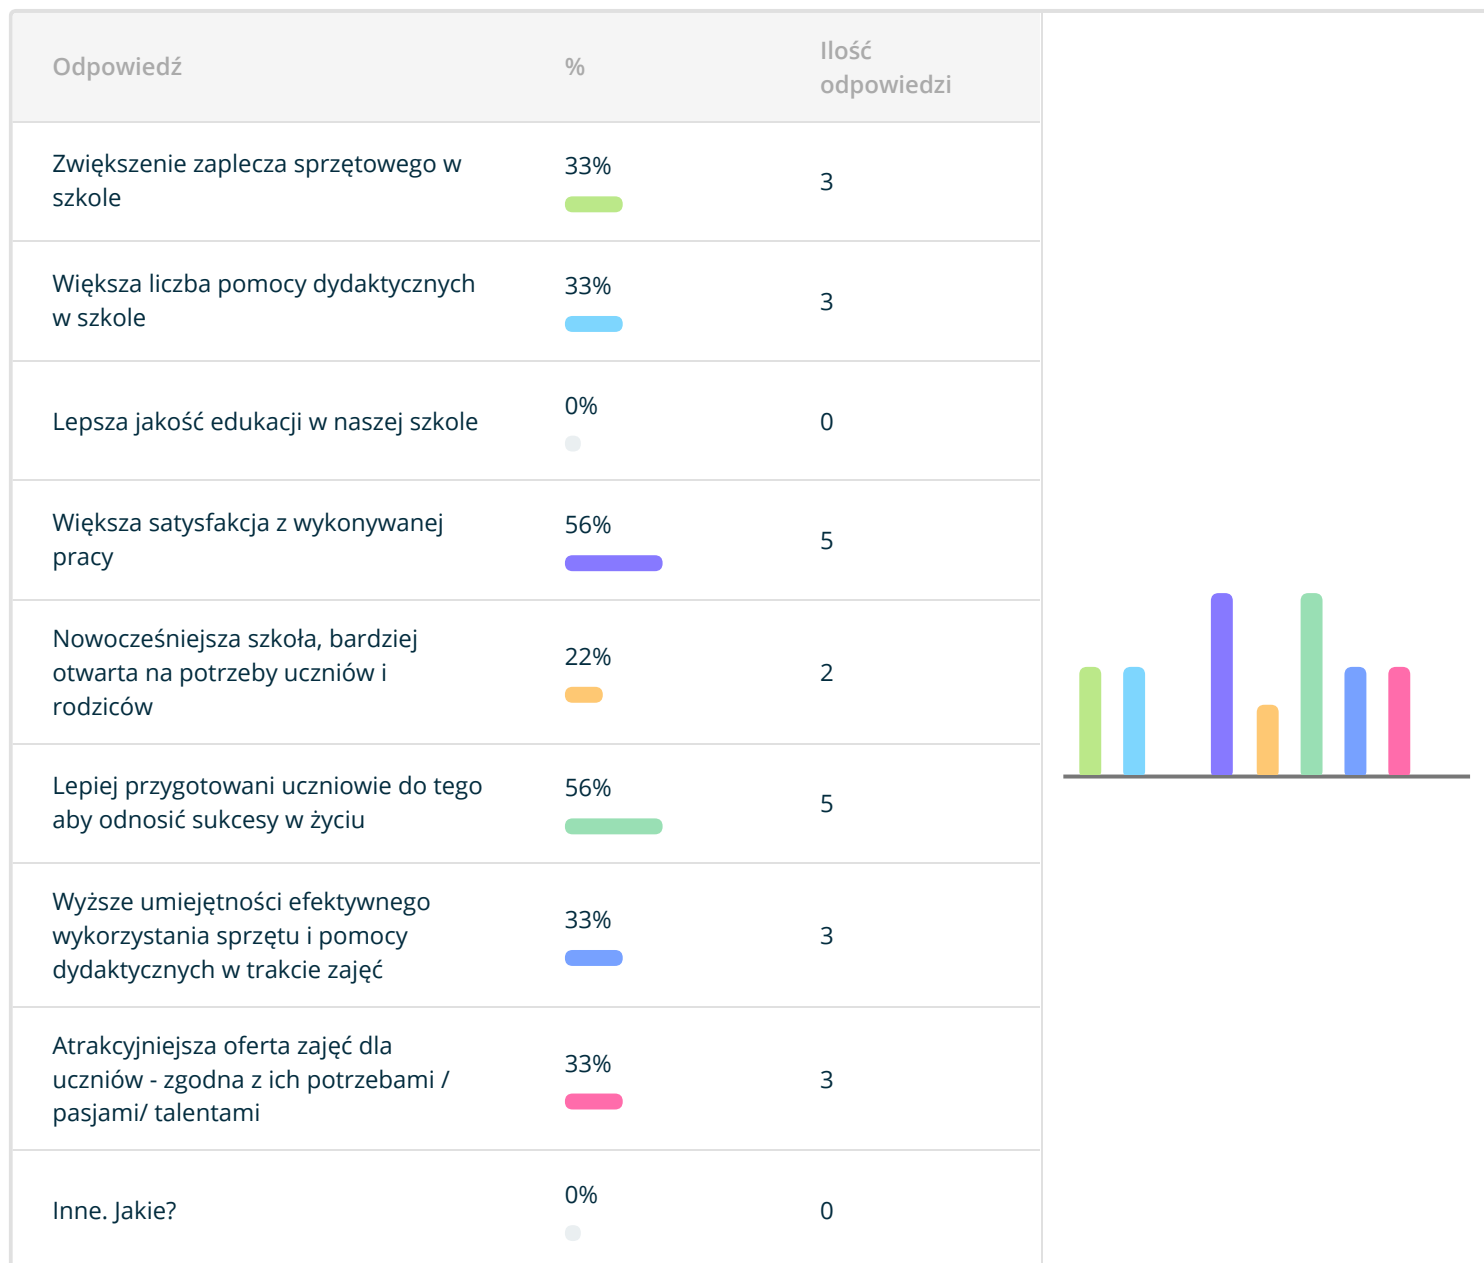 Odpowiedź % Ilość odpowiedzi
Zwiększenie zaplecza sprzętowego w
szkole
33%
3
Większa liczba pomocy dydaktycznych
w szkole
33%
3
Lepsza jakość edukacji w naszej szkole
0%
0
Większa satysfakcja z wykonywanej
pracy
56%
5
Nowocześniejsza szkoła, bardziej
otwarta na potrzeby uczniów i
rodziców
22%
2
Lepiej przygotowani uczniowie do tego
aby odnosić sukcesy w życiu
56%
5
Wyższe umiejętności efektywnego
wykorzystania sprzętu i pomocy
dydaktycznych w trakcie zajęć
33%
3
Atrakcyjniejsza oferta zajęć dla
uczniów - zgodna z ich potrzebami /
pasjami/ talentami
33%
3
Inne. Jakie?
0%
0